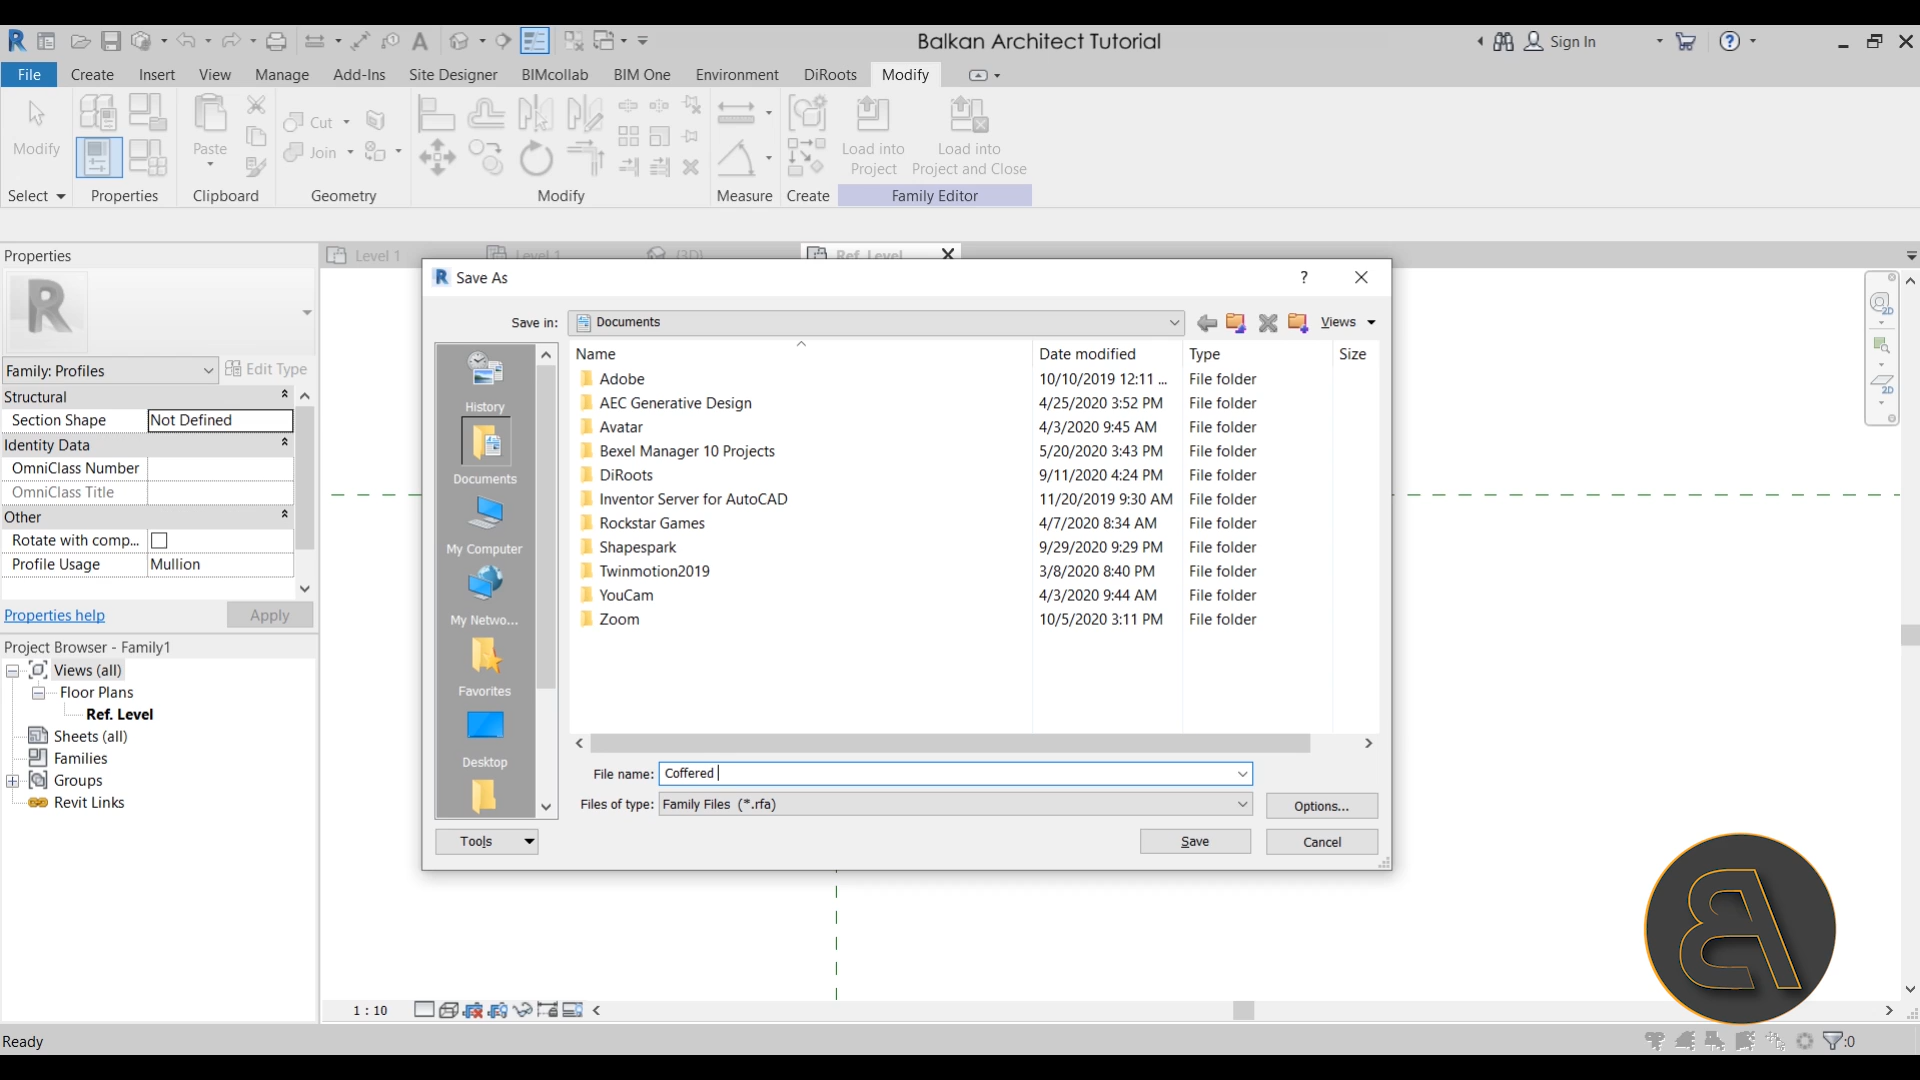 Balkan Architect Tutorial
Sign In
File Create Insert View Manage Add-Ins Site Designer BIMcollab BIM One Environment DiRoots Modify
Modify
Paste
Cut
Join
Load into Project
Load into Project and Close
Select Properties Clipboard Geometry Modify Measure Create Family Editor
Properties
Level 1
Level 1
(3D)
Ref. Level
Family: Profiles
Edit Type
Structural
Section Shape Not Defined
Identity Data
OmniClass Number
OmniClass Title
Other
Rotate with comp...
Profile Usage Mullion
Properties help
Apply
Project Browser - Family1
Views (all)
Floor Plans
Ref. Level
Sheets (all)
Families
Groups
Revit Links
Save As
?
Save in: Documents
Views
History
Documents
My Computer
My Netwo...
Favorites
Desktop
Name Date modified Type Size
Adobe 10/10/2019 12:11 ... File folder
AEC Generative Design 4/25/2020 3:52 PM File folder
Avatar 4/3/2020 9:45 AM File folder
Bexel Manager 10 Projects 5/20/2020 3:43 PM File folder
DiRoots 9/11/2020 4:24 PM File folder
Inventor Server for AutoCAD 11/20/2019 9:30 AM File folder
Rockstar Games 4/7/2020 8:34 AM File folder
Shapespark 9/29/2020 9:29 PM File folder
Twinmotion2019 3/8/2020 8:40 PM File folder
YouCam 4/3/2020 9:44 AM File folder
Zoom 10/5/2020 3:11 PM File folder
File name: Coffered
Files of type: Family Files (*.rfa)
Options...
Tools
Save
Cancel
2D
2D
1 : 10
Ready
:0